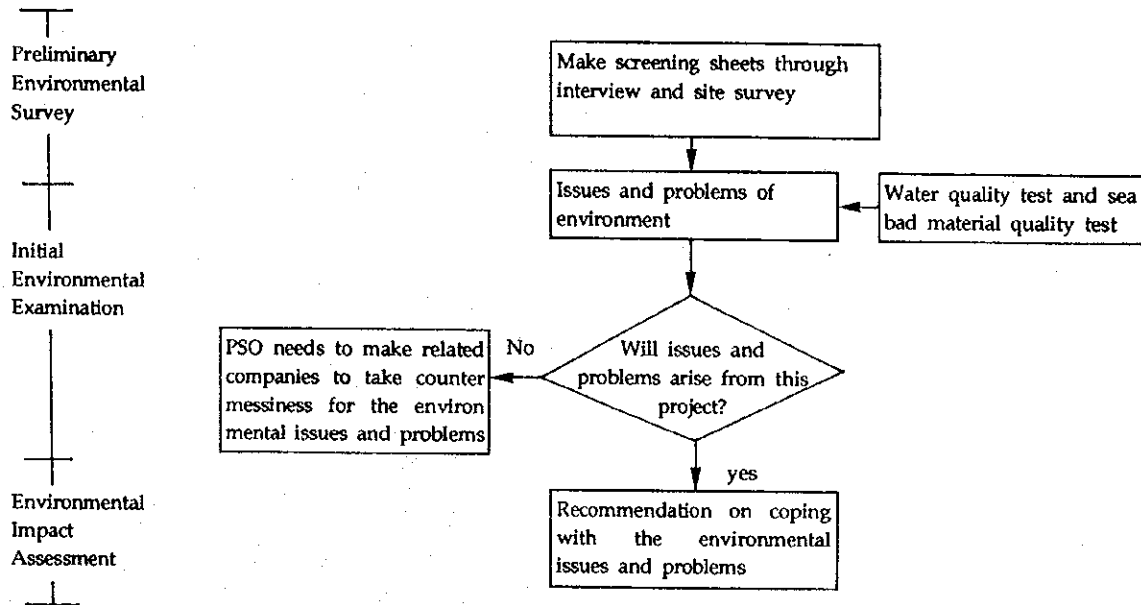 Preliminary
Environmental
Survey
Make screening sheets through
interview and site survey
Issues and problems of
environment
Water quality test and sea
bad material quality test
Initial
Environmental
Examination
PSO needs to make related
companies to take counter
messiness for the environ
mental issues and problems
No
Will issues and
problems arise from this
project?
yes
Environmental
Impact
Assessment
Recommendation on coping
with the environmental
issues and problems